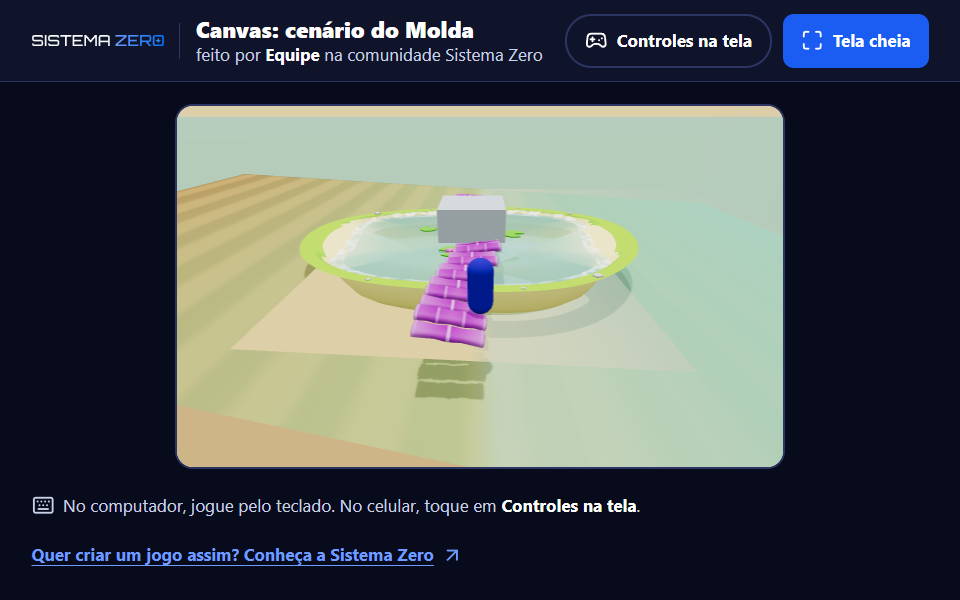 SISTEMA ZERO
Canvas: cenário do Molda
feito por Equipe na comunidade Sistema Zero
Controles na tela
Tela cheia
No computador, jogue pelo teclado. No celular, toque em Controles na tela.
Quer criar um jogo assim? Conheça a Sistema Zero